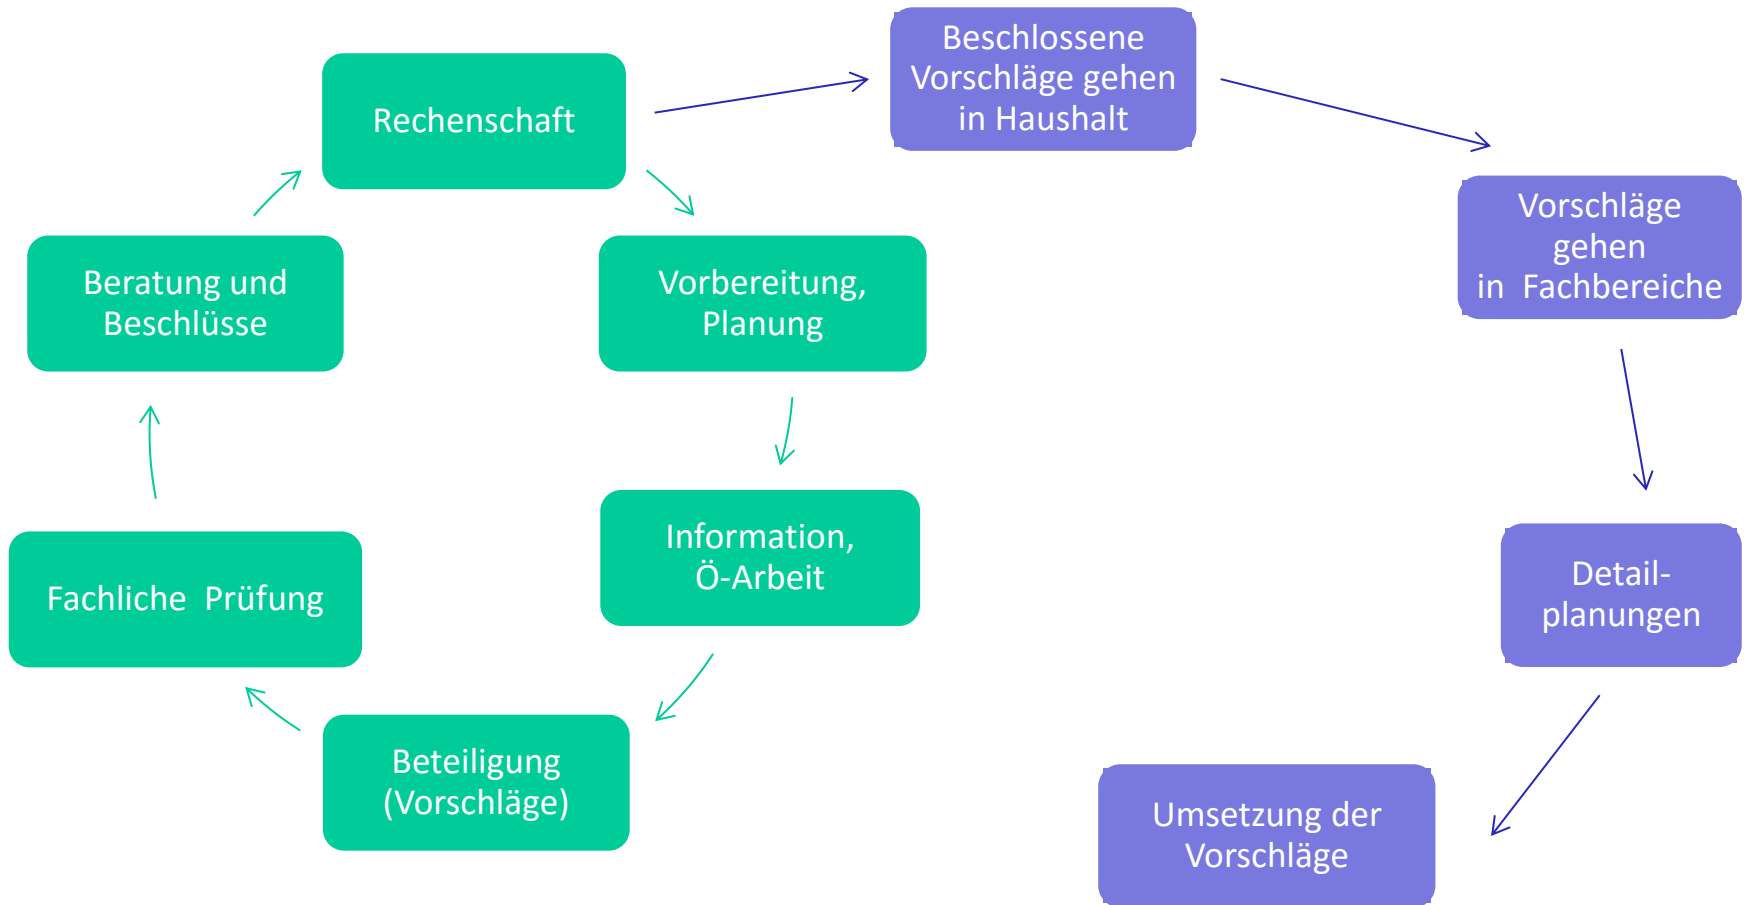 Rechenschaft
Vorbereitung,
Planung
Information,
Ö-Arbeit
Beteiligung
(Vorschläge)
Fachliche  Prüfung
Beratung und
Beschlüsse
Beschlossene
Vorschläge gehen
in Haushalt
Vorschläge
gehen
in  Fachbereiche
Detail-
planungen
Umsetzung der
Vorschläge